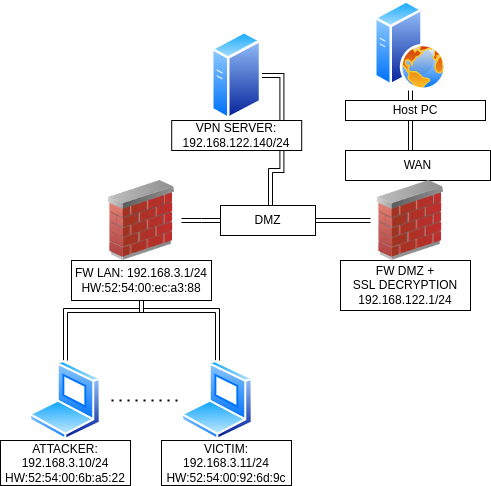 Host PC
VPN SERVER:
192.168.122.140/24
WAN
DMZ
FW LAN: 192.168.3.1/24
HW:52:54:00:ec:a3:88
FW DMZ +
SSL DECRYPTION
192.168.122.1/24
ATTACKER:
192.168.3.10/24
HW:52:54:00:6b:a5:22
VICTIM:
192.168.3.11/24
HW:52:54:00:92:6d:9c